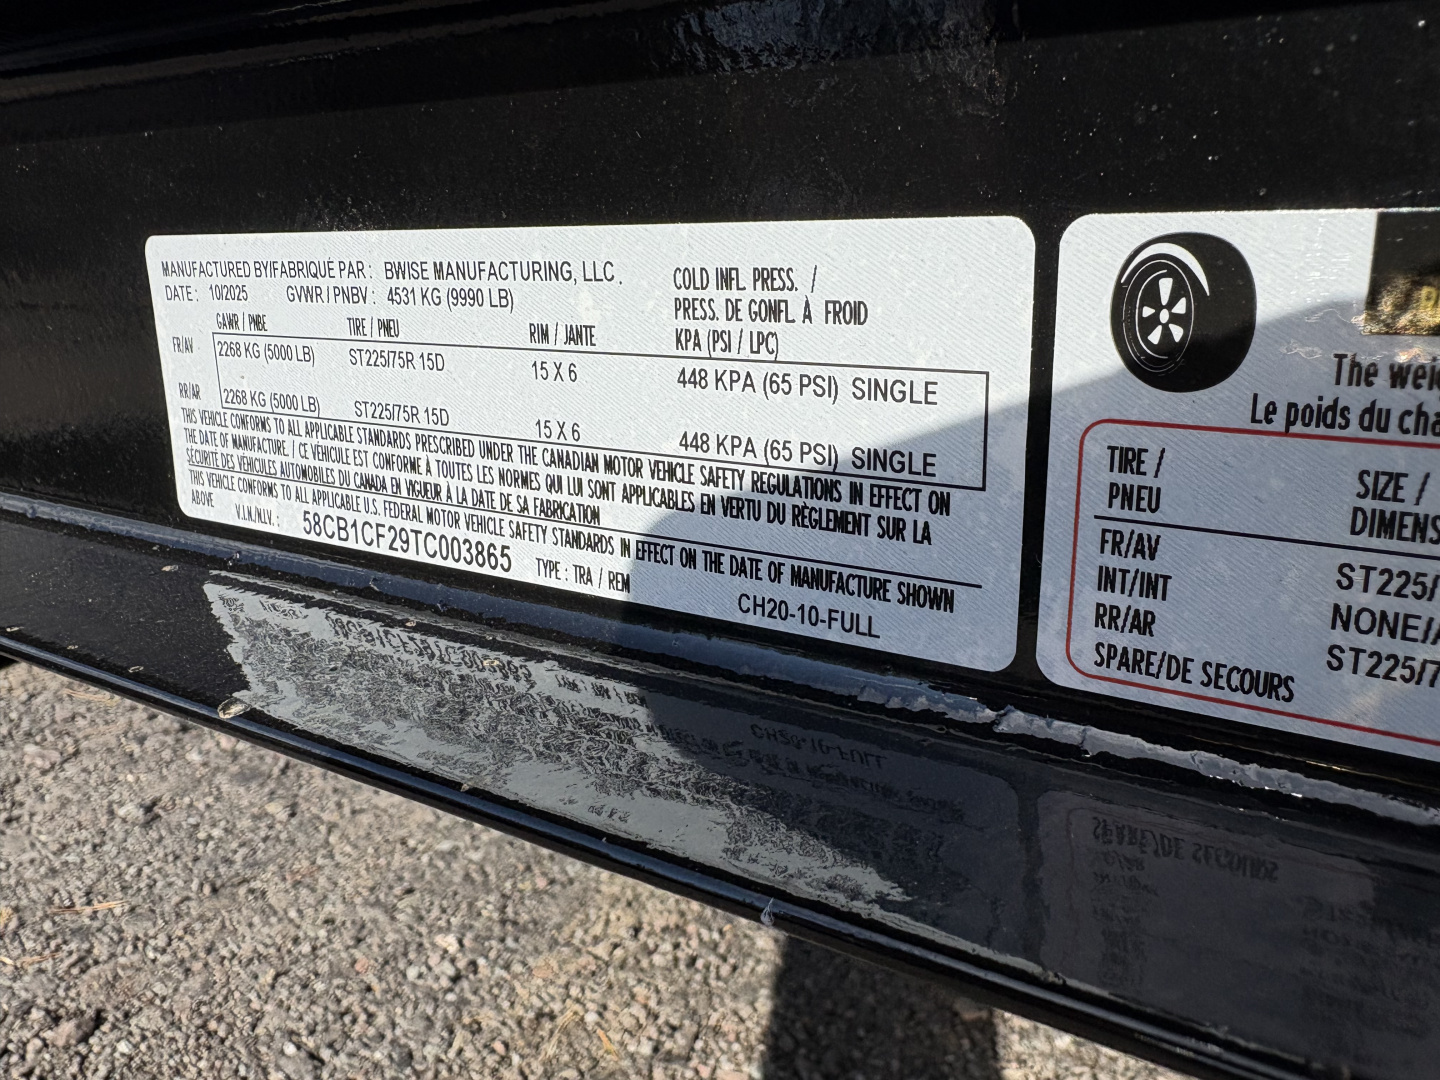 MANUFACTURED BY/FABRIQUÉ PAR : BWISE MANUFACTURING, LLC.
DATE : 10/2025 GVWR / PNBV : 4531 KG (9990 LB)
COLD INFL PRESS. /
PRESS. DE GONFL À FROID
KPA (PSI / LPC)
GAWR / PNBE TIRE / PNEU RIM / JANTE
FR/AV 2268 KG (5000 LB) ST225/75R 15D 15 X 6 448 KPA (65 PSI) SINGLE
RR/AR 2268 KG (5000 LB) ST225/75R 15D 15 X 6 448 KPA (65 PSI) SINGLE
THIS VEHICLE CONFORMS TO ALL APPLICABLE STANDARDS PRESCRIBED UNDER THE CANADIAN MOTOR VEHICLE SAFETY REGULATIONS IN EFFECT ON
THE DATE OF MANUFACTURE. / CE VÉHICULE EST CONFORME À TOUTES LES NORMES QUI LUI SONT APPLICABLES EN VERTU DU RÈGLEMENT SUR LA
SÉCURITÉ DES VÉHICULES AUTOMOBILES DU CANADA EN VIGUEUR À LA DATE DE SA FABRICATION
THIS VEHICLE CONFORMS TO ALL APPLICABLE U.S. FEDERAL MOTOR VEHICLE SAFETY STANDARDS IN EFFECT ON THE DATE OF MANUFACTURE SHOWN
ABOVE
V.I.N./N.I.V. : 58CB1CF29TC003865 TYPE : TRA / REM CH20-10-FULL
The weig
Le poids du cha
TIRE /
PNEU
SIZE /
DIMENS
FR/AV ST225/
INT/INT NONE/
RR/AR ST225/7
SPARE/DE SECOURS